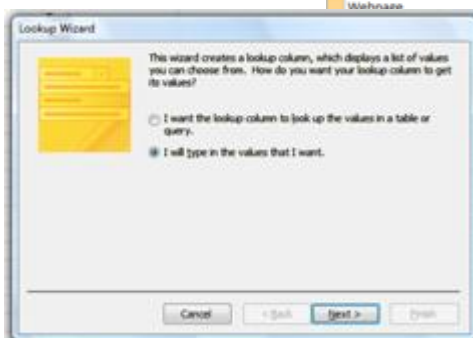 Webpage
Lookup Wizard
This wizard creates a lookup column, which displays a list of values
you can choose from. How do you want your lookup column to get
its values?
I want the lookup column to look up the values in a table or
query.
I will type in the values that I want.
Cancel
< Back
Next >
Finish